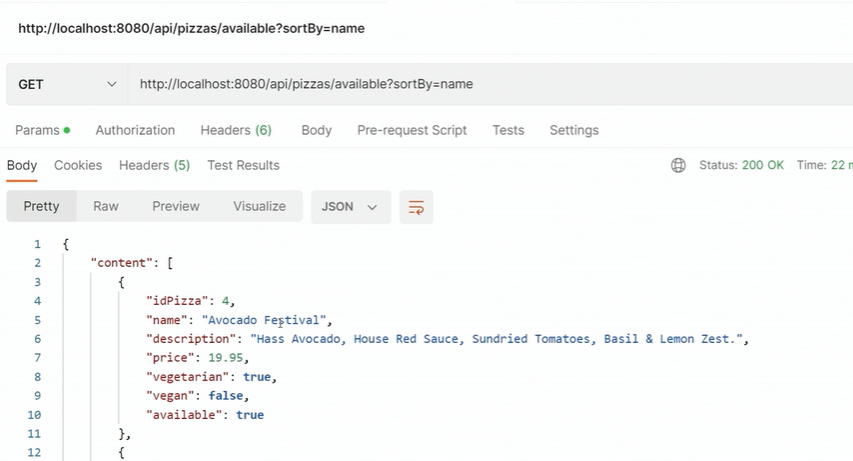 http://localhost:8080/api/pizzas/available?sortBy=name
GET http://localhost:8080/api/pizzas/available?sortBy=name
Params Authorization Headers (6) Body Pre-request Script Tests Settings
Body Cookies Headers (5) Test Results Status: 200 OK Time: 22
Pretty Raw Preview Visualize JSON
1 {
2 "content": [
3 {
4 "idPizza": 4,
5 "name": "Avocado Festival",
6 "description": "Hass Avocado, House Red Sauce, Sundried Tomatoes, Basil & Lemon Zest.",
7 "price": 19.95,
8 "vegetarian": true,
9 "vegan": false,
10 "available": true
11 },
12 {